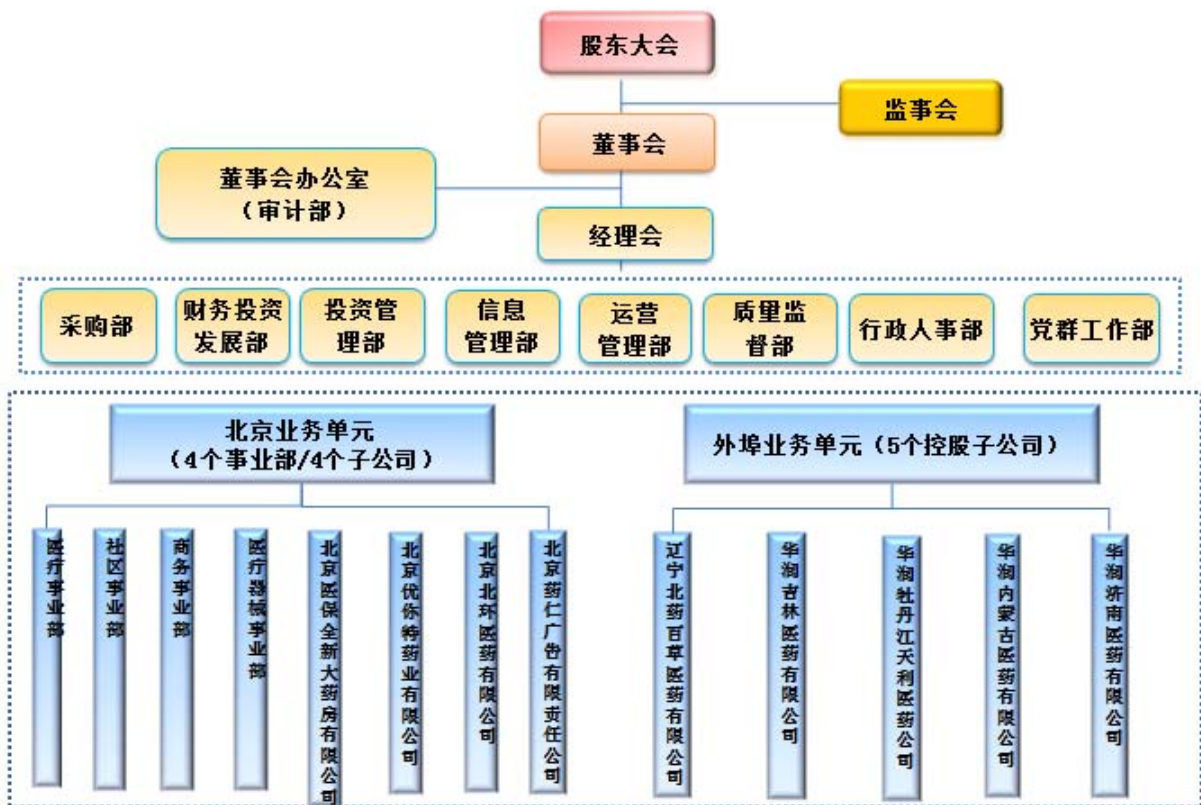 股东大会
监事会
董事会
董事会办公室
（审计部）
经理会
采购部
财务投资
发展部
投资管
理部
信息
管理部
运营
管理部
质量监
督部
行政人事部
党群工作部
北京业务单元
（4个事业部/4个子公司）
外埠业务单元（5个控股子公司）
医疗事业部
社区事业部
商务事业部
医疗器械事业部
北京医保全新大药房有限公司
北京优你特药业有限公司
北京北环医药有限公司
北京药仁广告有限责任公司
辽宁北药百草医药有限公司
华润吉林医药有限公司
华润牡丹江天利医药公司
华润内蒙古医药有限公司
华润济南医药有限公司